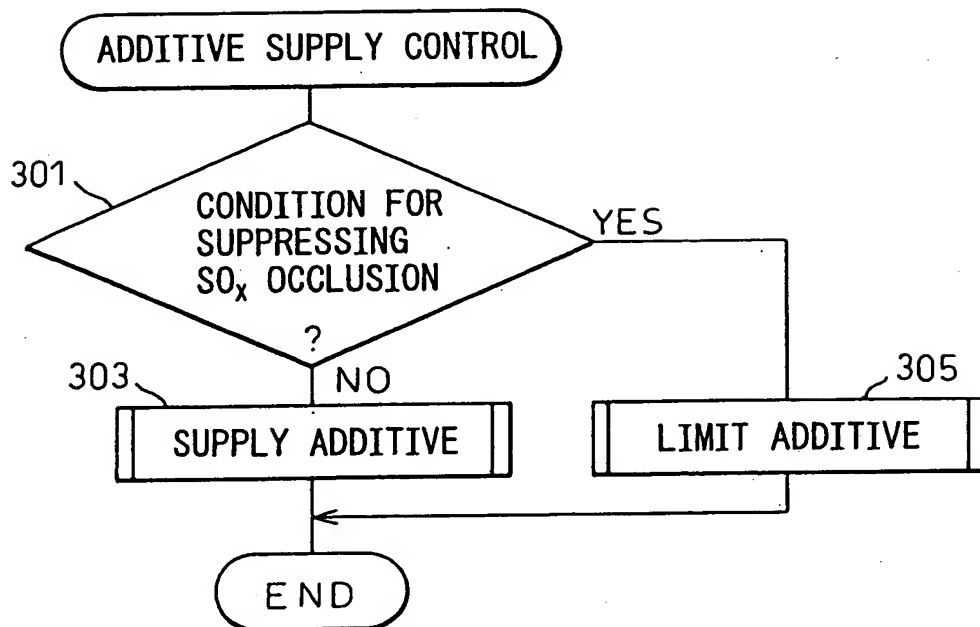 ADDITIVE SUPPLY CONTROL
301
CONDITION FOR
SUPPRESSING
SOx OCCLUSION
?
YES
NO
303
SUPPLY ADDITIVE
305
LIMIT ADDITIVE
END